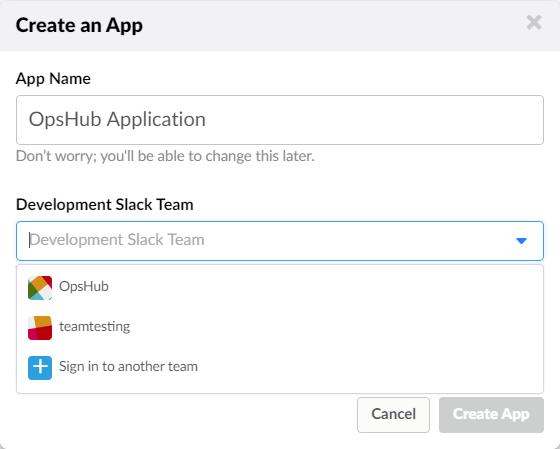 Create an App
App Name
OpsHub Application
Don't worry; you'll be able to change this later.
Development Slack Team
Development Slack Team
OpsHub
teamtesting
Sign in to another team
Cancel
Create App